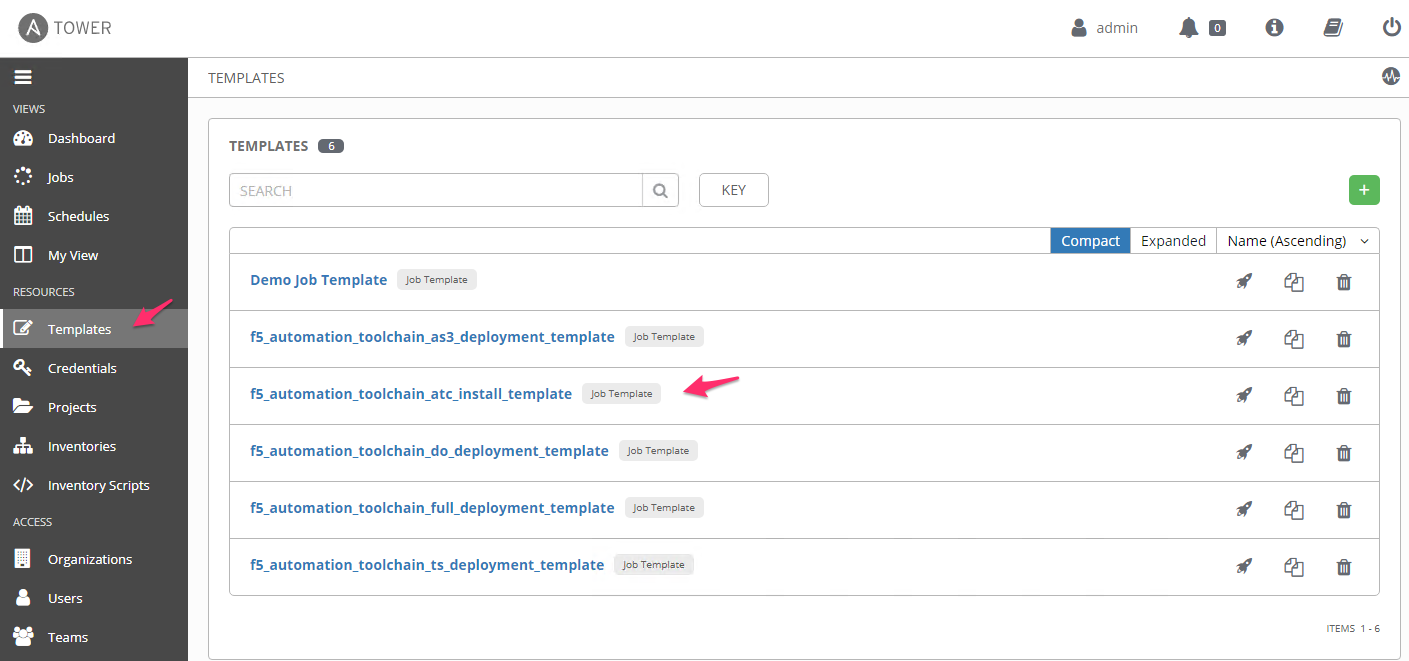 TOWER
admin
0
VIEWS
Dashboard
Jobs
Schedules
My View
RESOURCES
Templates
Credentials
Projects
Inventories
Inventory Scripts
ACCESS
Organizations
Users
Teams
TEMPLATES
TEMPLATES 6
SEARCH
KEY
Compact Expanded Name (Ascending)
Demo Job Template Job Template
f5_automation_toolchain_as3_deployment_template Job Template
f5_automation_toolchain_atc_install_template Job Template
f5_automation_toolchain_do_deployment_template Job Template
f5_automation_toolchain_full_deployment_template Job Template
f5_automation_toolchain_ts_deployment_template Job Template
ITEMS 1 - 6